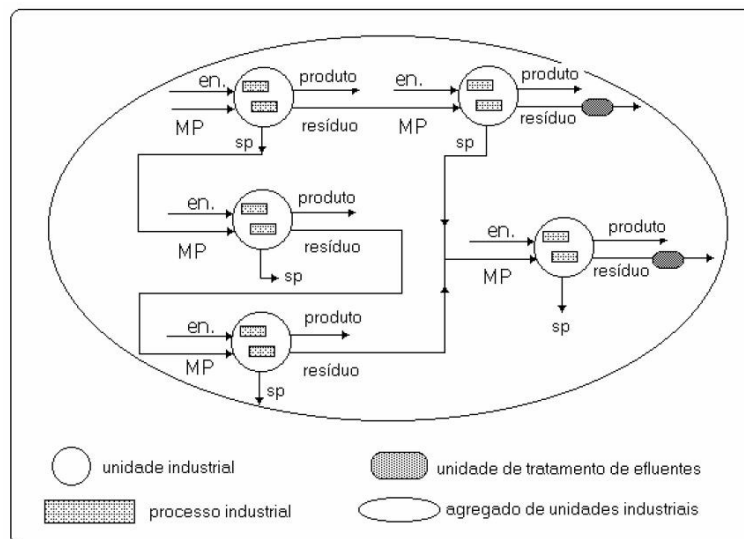 en.
produto
en.
produto
MP
resíduo
MP
resíduo
sp
sp
en.
produto
MP
resíduo
en.
produto
MP
resíduo
sp
sp
en.
produto
MP
resíduo
sp
unidade industrial
unidade de tratamento de efluentes
processo industrial
agregado de unidades industriais